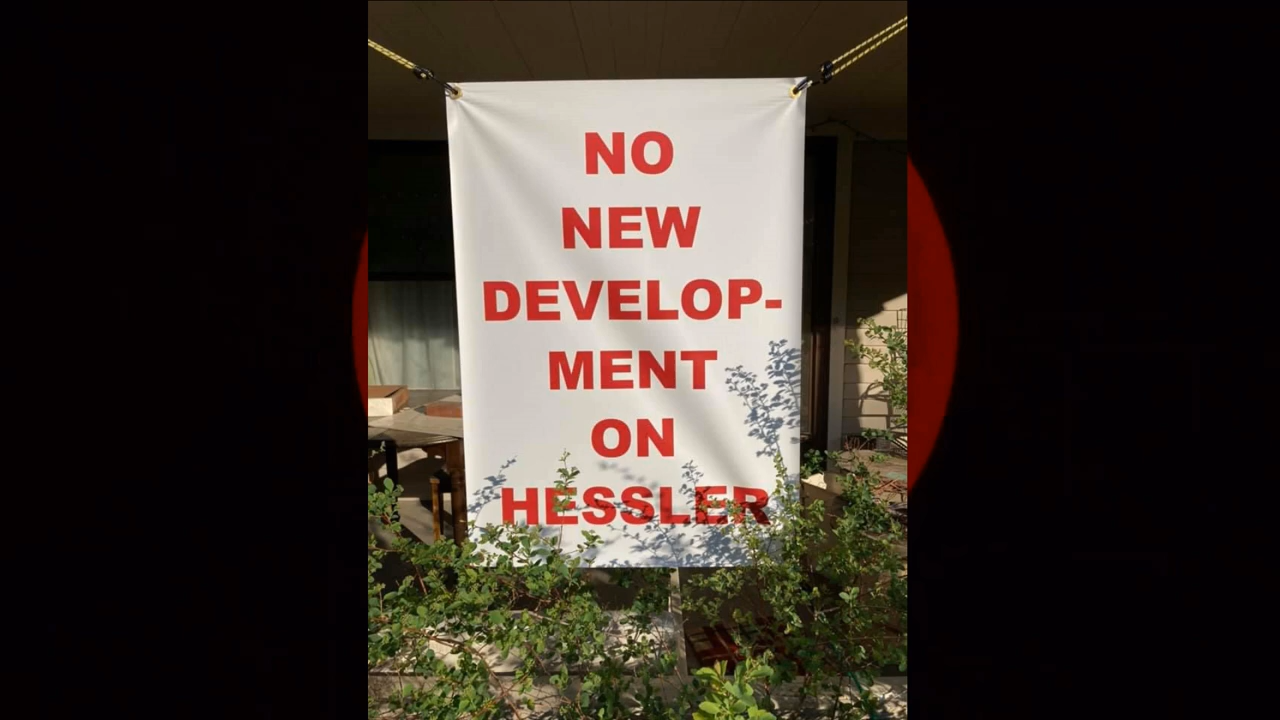 NO
NEW
DEVELOP-
MENT
ON
HESSLER